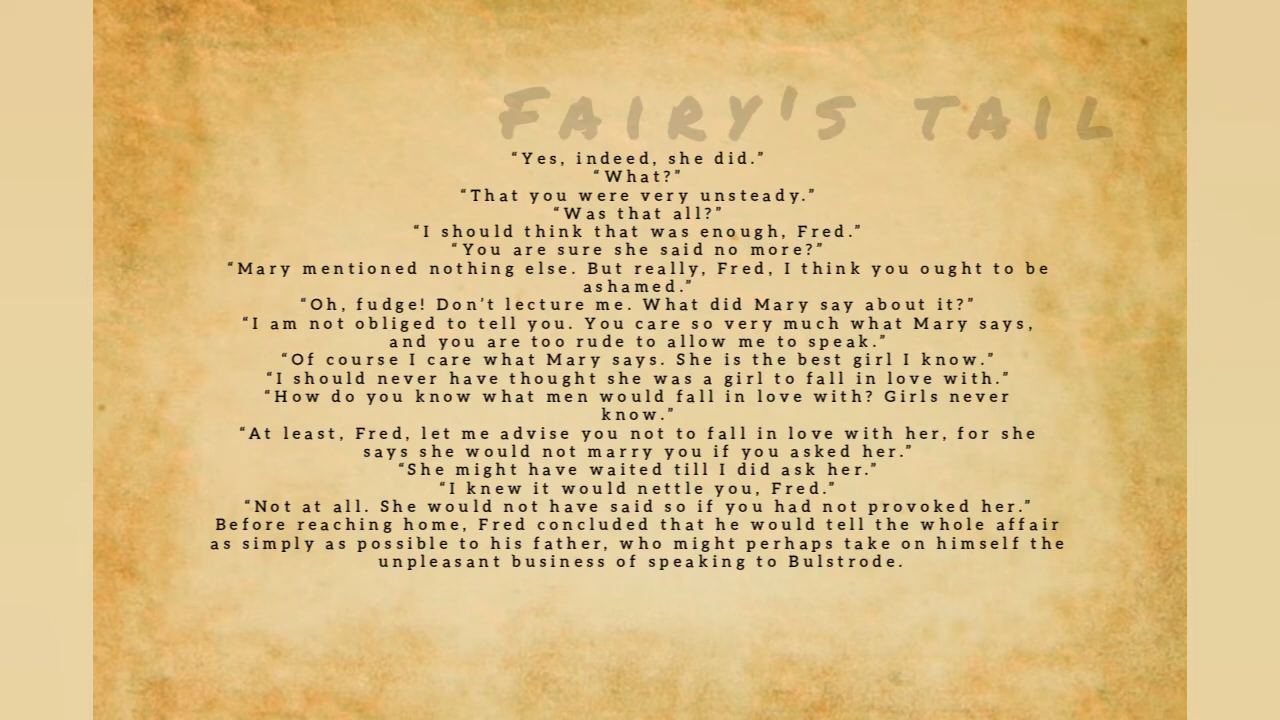 FAIRY'S TAIL
“Yes, indeed, she did.”
“What?”
“That you were very unsteady.”
“Was that all?”
“I should think that was enough, Fred.”
“You are sure she said no more?”
“Mary mentioned nothing else. But really, Fred, I think you ought to be
ashamed.”
“Oh, fudge! Don’t lecture me. What did Mary say about it?”
“I am not obliged to tell you. You care so very much what Mary says,
and you are too rude to allow me to speak.”
“Of course I care what Mary says. She is the best girl I know.”
“I should never have thought she was a girl to fall in love with.”
“How do you know what men would fall in love with? Girls never
know.”
“At least, Fred, let me advise you not to fall in love with her, for she
says she would not marry you if you asked her.”
“She might have waited till I did ask her.”
“I knew it would nettle you, Fred.”
“Not at all. She would not have said so if you had not provoked her.”
Before reaching home, Fred concluded that he would tell the whole affair
as simply as possible to his father, who might perhaps take on himself the
unpleasant business of speaking to Bulstrode.